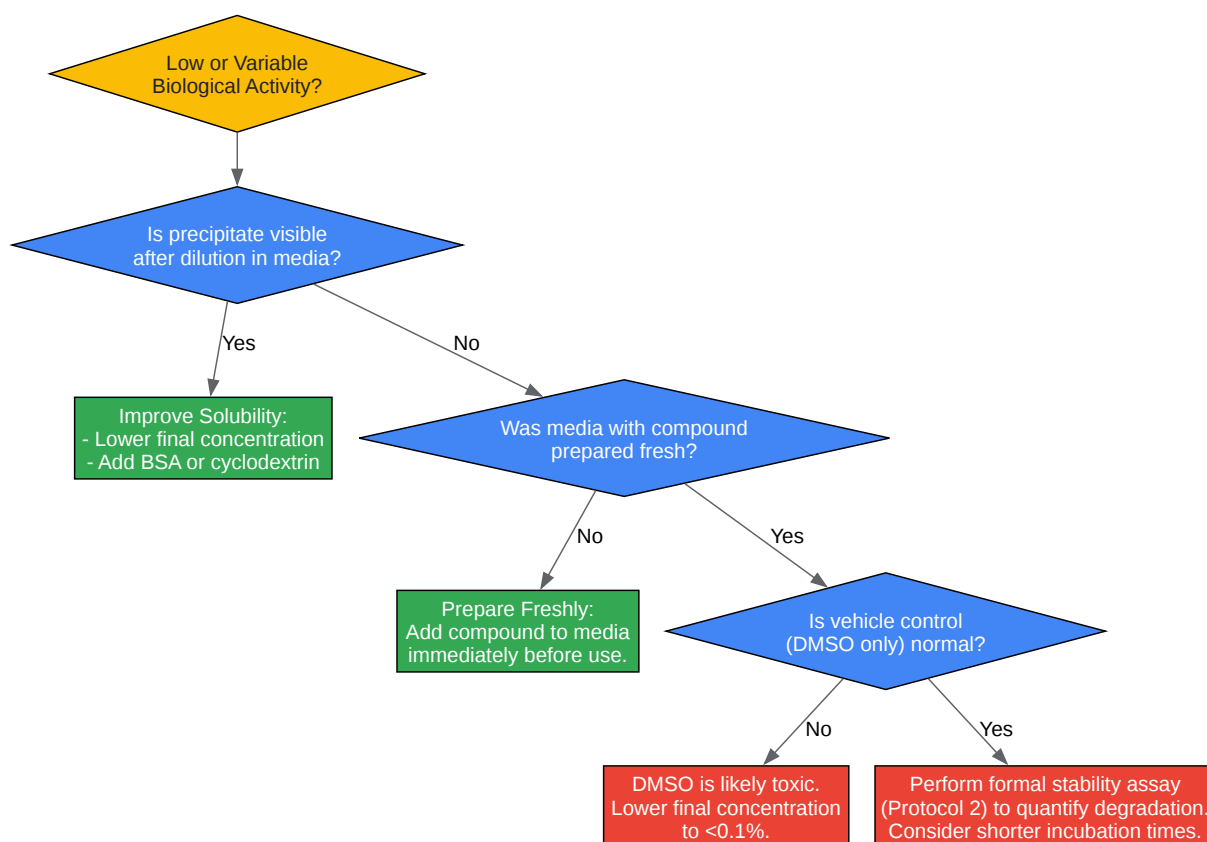 Low or Variable
Biological Activity?
Is precipitate visible
after dilution in media?
Yes
No
Improve Solubility:
- Lower final concentration
- Add BSA or cyclodextrin
Was media with compound
prepared fresh?
No
Yes
Prepare Freshly:
Add compound to media
immediately before use.
Is vehicle control
(DMSO only) normal?
No
Yes
DMSO is likely toxic.
Lower final concentration
to <0.1%.
Perform formal stability assay
(Protocol 2) to quantify degradation.
Consider shorter incubation times.